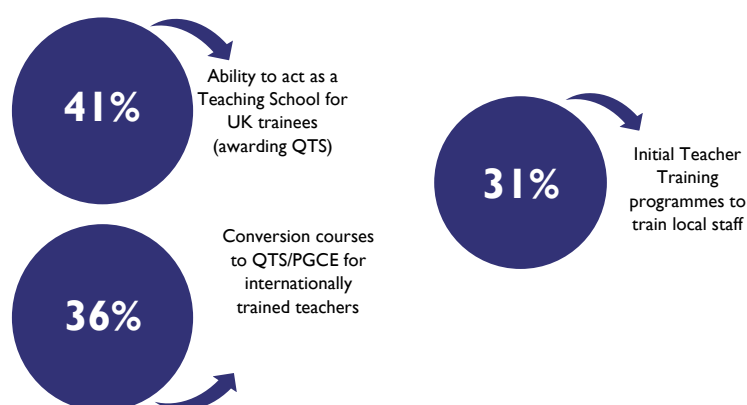 41%
Ability to act as a
Teaching School for
UK trainees
(awarding QTS)
36%
Conversion courses
to QTS/PGCE for
internationally
trained teachers
31%
Initial Teacher
Training
programmes to
train local staff